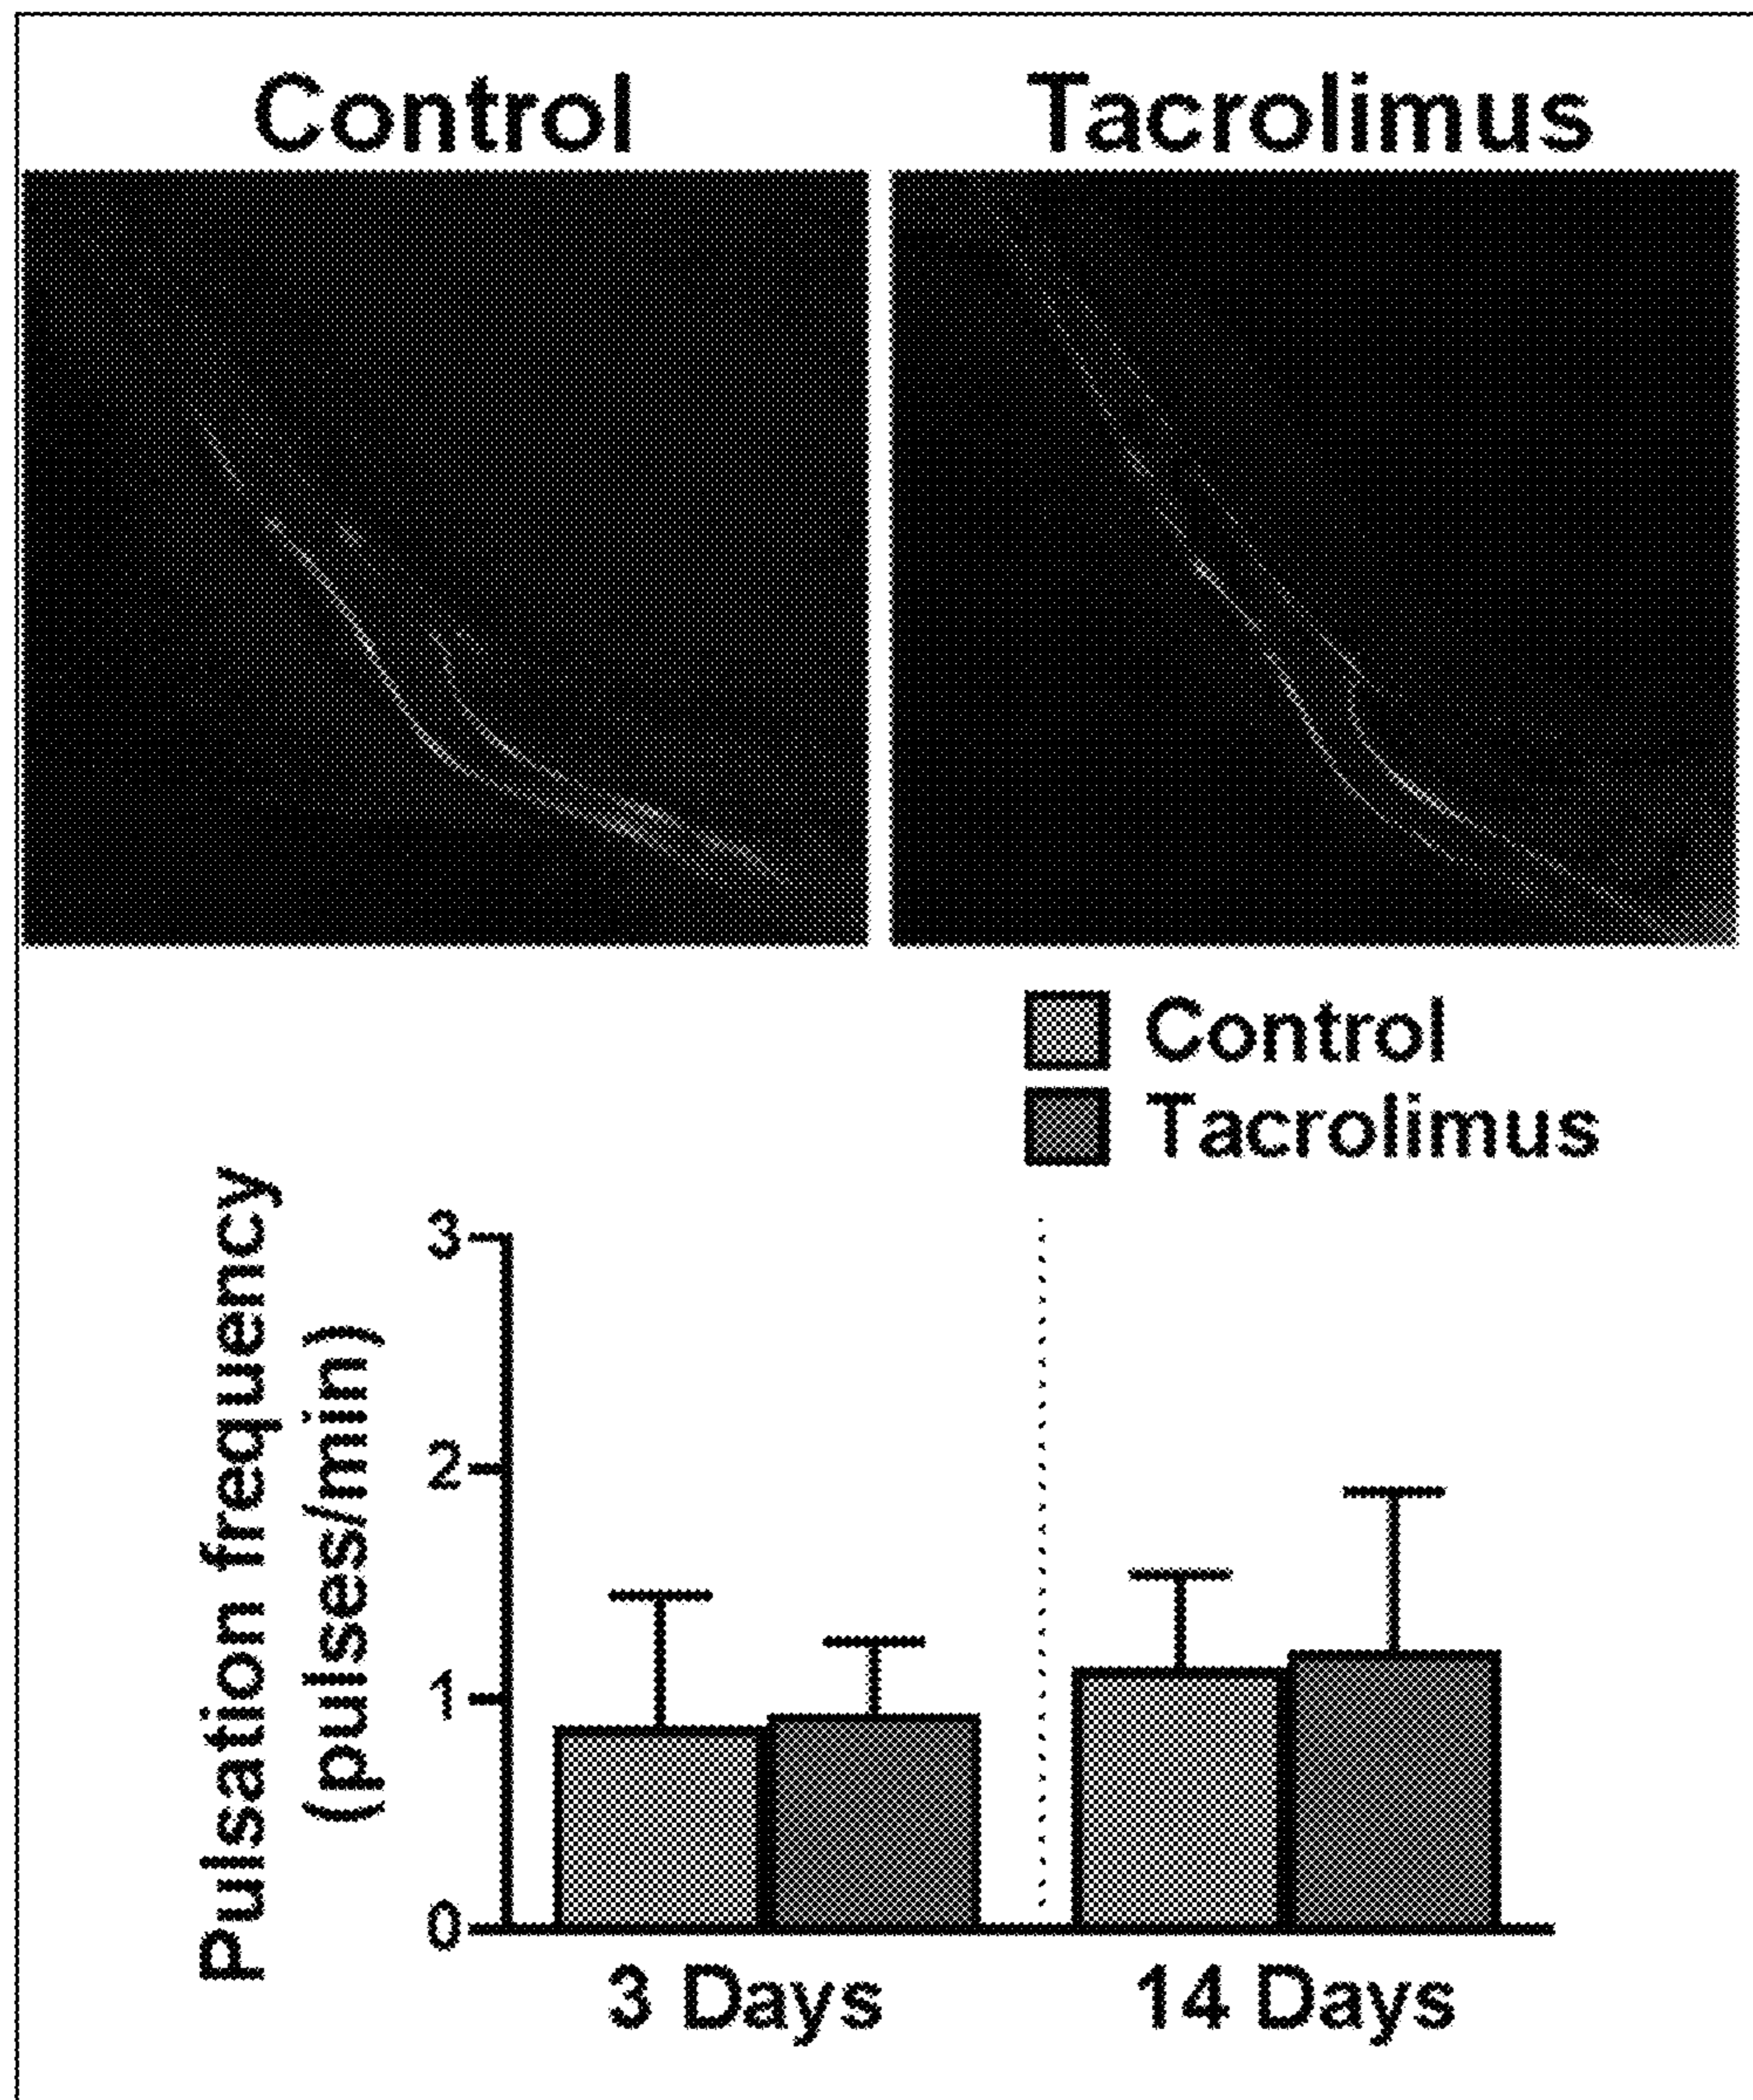 Control
Tacrolimus
Control
Tacrolimus
Pulsation frequency
(pulses/min)
3
2
1
0
3 Days
14 Days